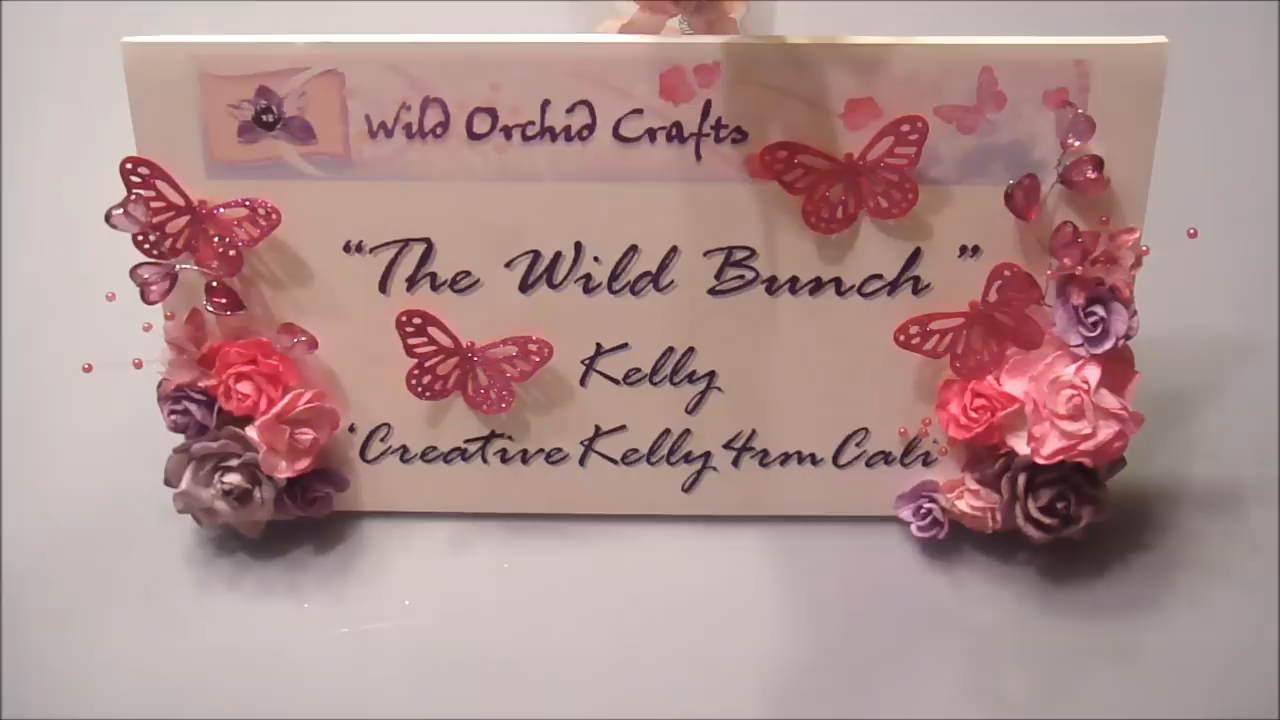 Wild Orchid Crafts
“The Wild Bunch”
Kelly
‘Creative Kelly 4rm Cali